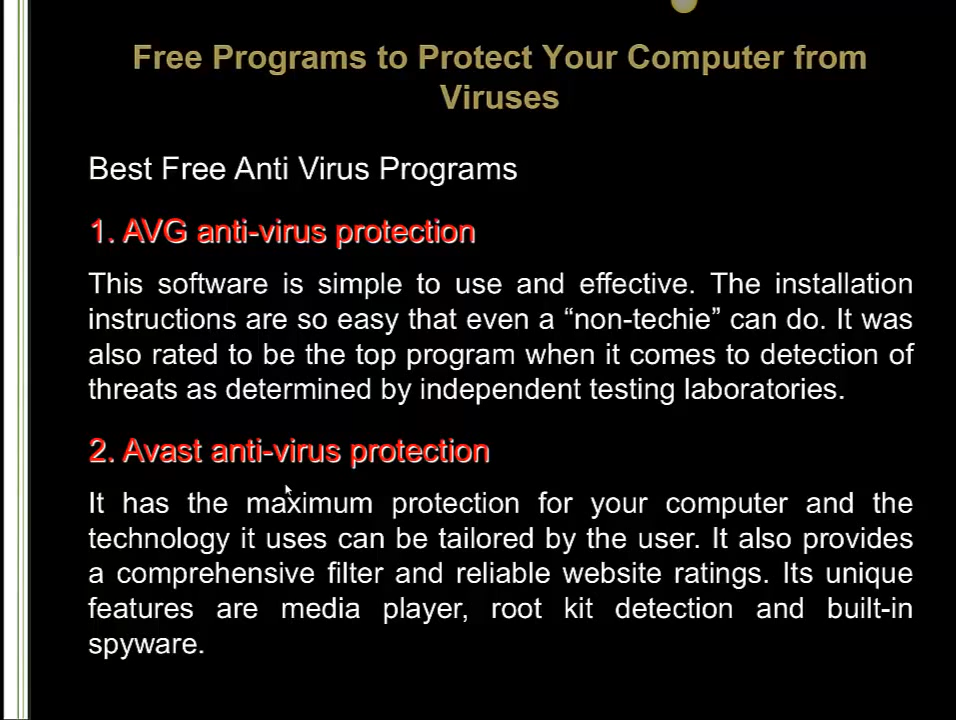 Free Programs to Protect Your Computer from
Viruses
Best Free Anti Virus Programs
1. AVG anti-virus protection
This software is simple to use and effective. The installation
instructions are so easy that even a “non-techie” can do. It was
also rated to be the top program when it comes to detection of
threats as determined by independent testing laboratories.
2. Avast anti-virus protection
It has the maximum protection for your computer and the
technology it uses can be tailored by the user. It also provides
a comprehensive filter and reliable website ratings. Its unique
features are media player, root kit detection and built-in
spyware.